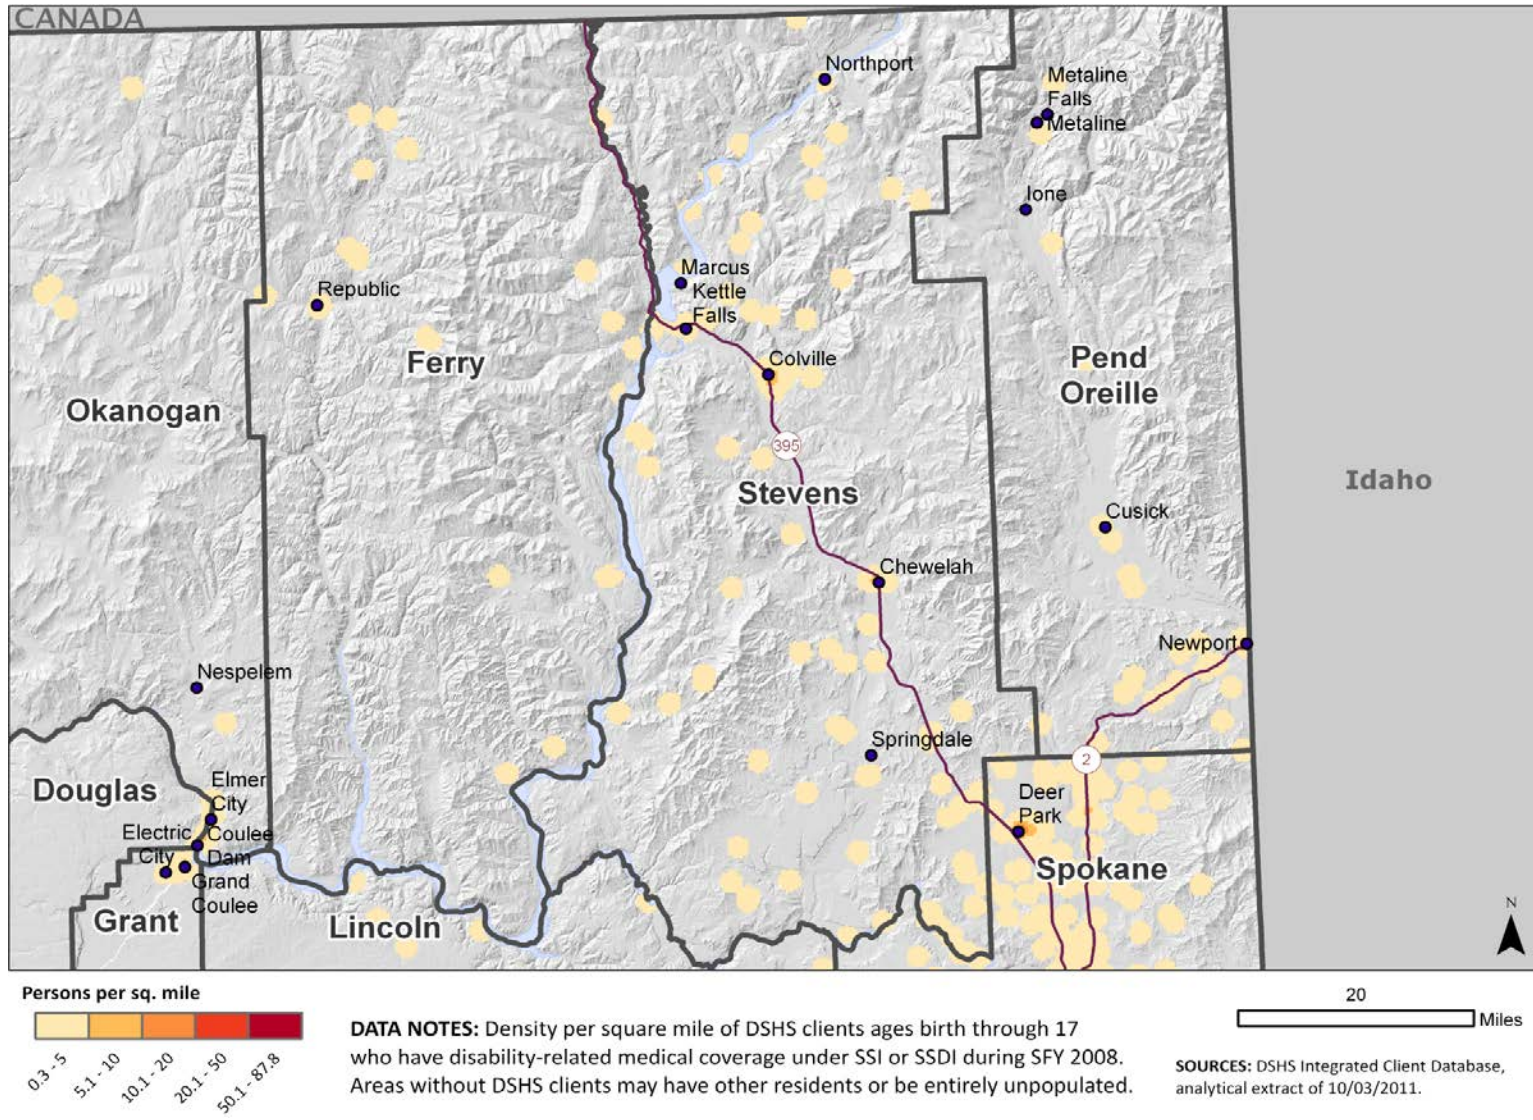 CANADA
Northport
Metaline
Falls
Metaline
Ione
Marcus
Kettle
Falls
Republic
Ferry
Colville
Pend
Oreille
Okanogan
395
Idaho
Stevens
Cusick
Chewelah
Newport
Nespelem
Springdale
2
Elmer
City
Douglas
Deer
Park
Electric
City
Coulee
Dam
Grand
Coulee
Spokane
Grant
Lincoln
N
Persons per sq. mile
0.3 - 5
5.1 - 10
10.1 - 20
20.1 - 50
50.1 - 87.8
DATA NOTES: Density per square mile of DSHS clients ages birth through 17
who have disability-related medical coverage under SSI or SSDI during SFY 2008.
Areas without DSHS clients may have other residents or be entirely unpopulated.
20
Miles
SOURCES: DSHS Integrated Client Database,
analytical extract of 10/03/2011.